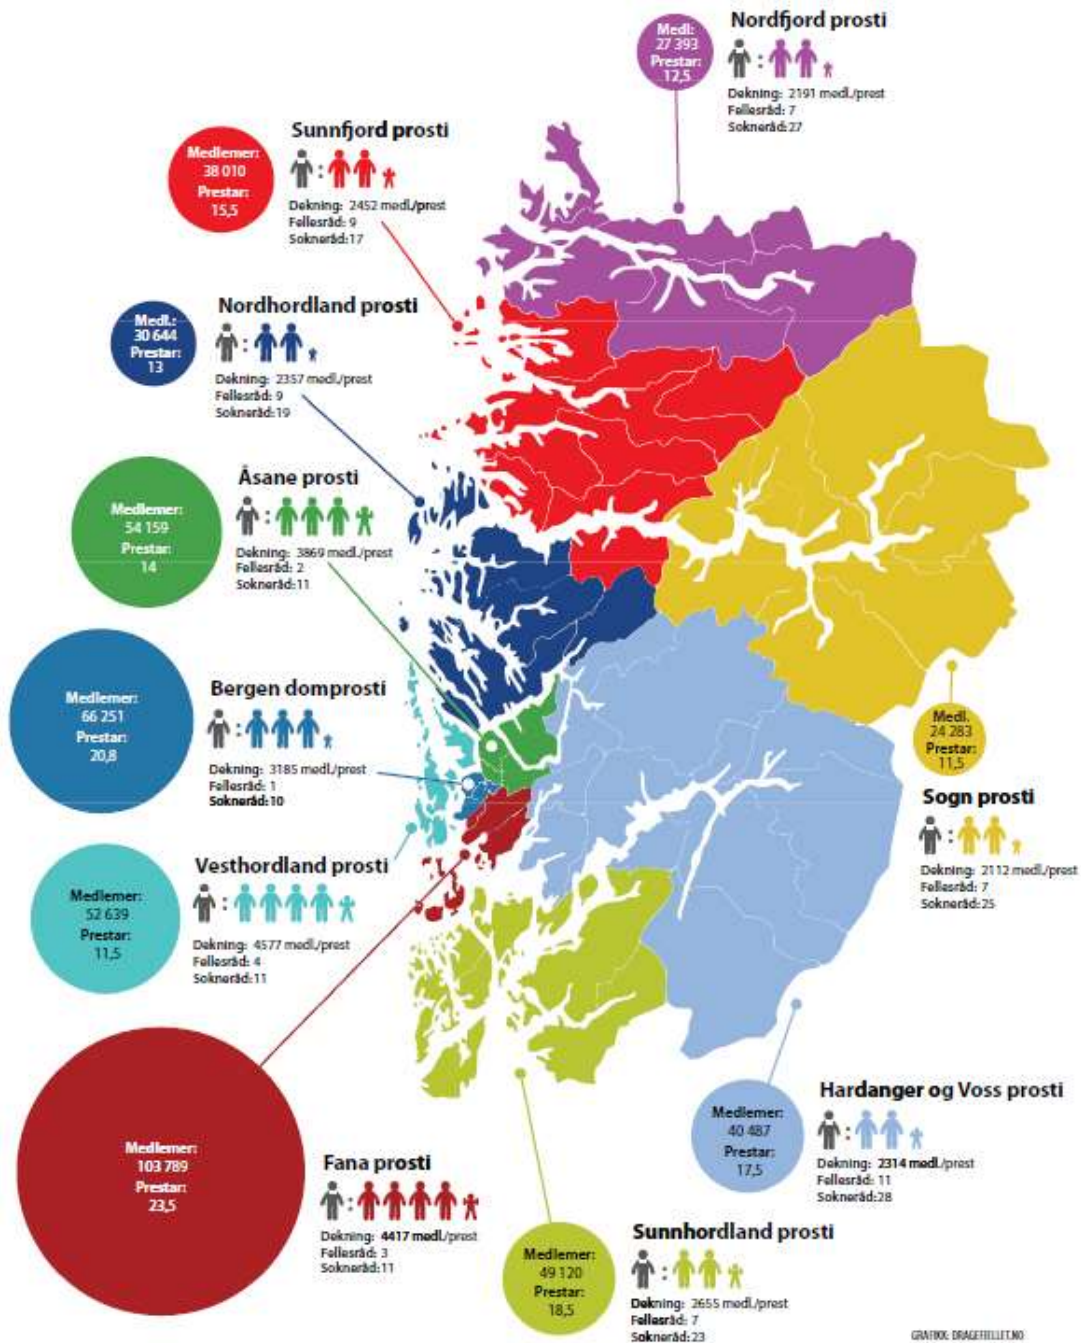 Nordfjord prosti
Medl:
27 393
Prestar:
12,5
Dekning: 2191 medl./prest
Fellesråd: 7
Sokneråd: 27
Sunnfjord prosti
Medlemer:
38 010
Prestar:
15,5
Dekning: 2452 medl./prest
Fellesråd: 9
Sokneråd: 17
Nordhordland prosti
Medl.:
30 644
Prestar:
13
Dekning: 2357 medl./prest
Fellesråd: 9
Sokneråd: 19
Åsane prosti
Medlemer:
54 159
Prestar:
14
Dekning: 3869 medl./prest
Fellesråd: 2
Sokneråd: 11
Bergen domprosti
Medlemer:
66 251
Prestar:
20,8
Dekning: 3185 medl./prest
Fellesråd: 1
Sokneråd: 10
Medl.
24 283
Prestar:
11,5
Sogn prosti
Dekning: 2112 medl./prest
Fellesråd: 7
Sokneråd: 25
Vesthordland prosti
Medlemer:
52 639
Prestar:
11,5
Dekning: 4577 medl./prest
Fellesråd: 4
Sokneråd: 11
Medlemer:
103 789
Prestar:
23,5
Fana prosti
Dekning: 4417 medl./prest
Fellesråd: 3
Sokneråd: 11
Hardanger og Voss prosti
Medlemer:
40 487
Prestar:
17,5
Dekning: 2314 medl./prest
Fellesråd: 11
Sokneråd: 28
Sunnhordland prosti
Medlemer:
49 120
Prestar:
18,5
Dekning: 2655 medl./prest
Fellesråd: 7
Sokneråd: 23
GRAFIKK: DRAGEFJELLET.NO